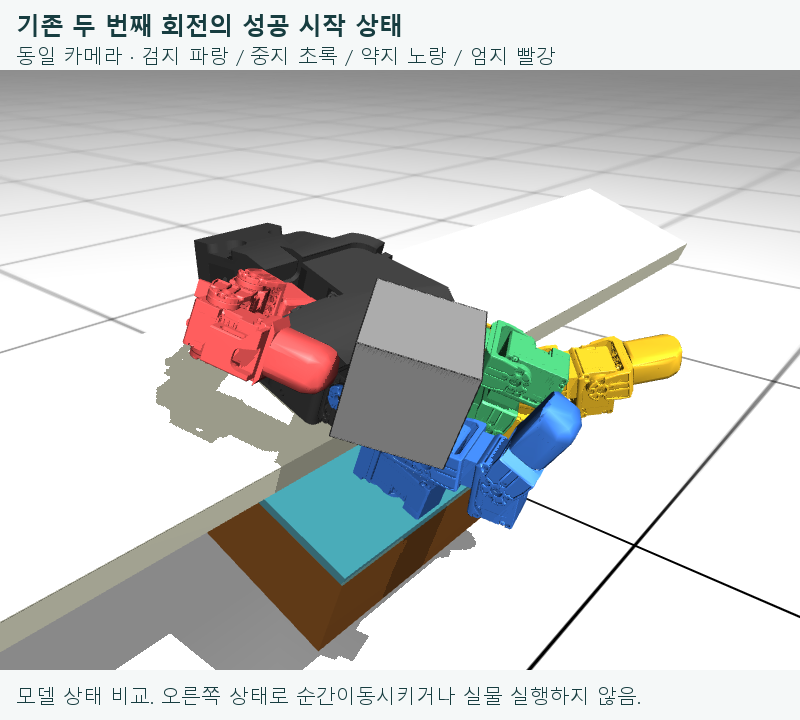 기존 두 번째 회전의 성공 시작 상태
동일 카메라 · 검지 파랑 / 중지 초록 / 약지 노랑 / 엄지 빨강
모델 상태 비교. 오른쪽 상태로 순간이동시키거나 실물 실행하지 않음.